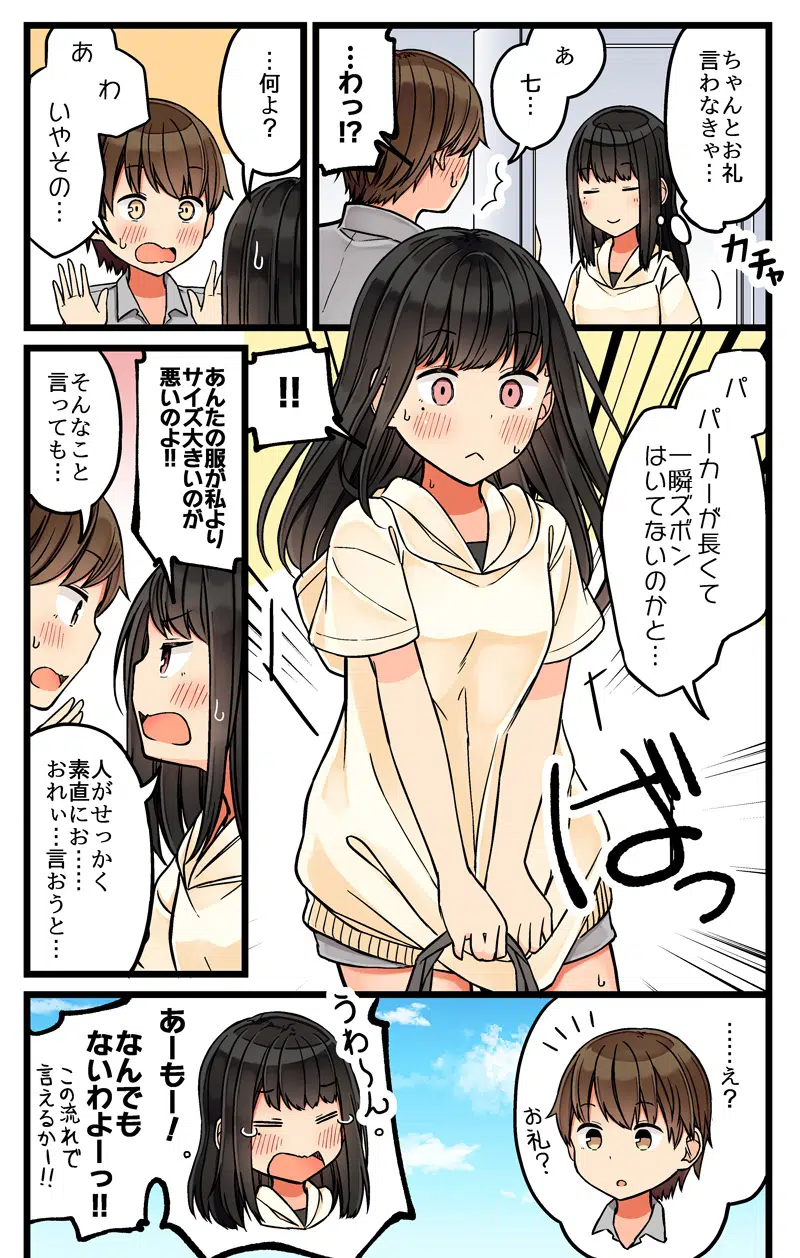 ちゃんとお礼
言わなきゃ…
ガチャ
あ
七…
…わっ!?
…何よ?
あ
わ
いやその…
パ
パーカーが長くて
一瞬ズボン
はいてないのかと…
!!
ばっ
あんたの服が私より
サイズ大きいのが
悪いのよ!!
そんなこと
言っても…
人がせっかく
素直にお……
おれぃ…言おうと…
……え?
お礼?
うわ〜ん。
あーもー!。
なんでも
ないわよーっ!!
この流れで
言えるかー!!